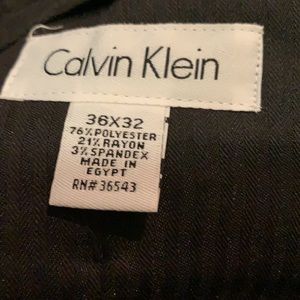 Calvin Klein
36X32
76%POLYESTER
21%RAYON
3%SPANDEX
MADE IN
EGYPT
RN#36543